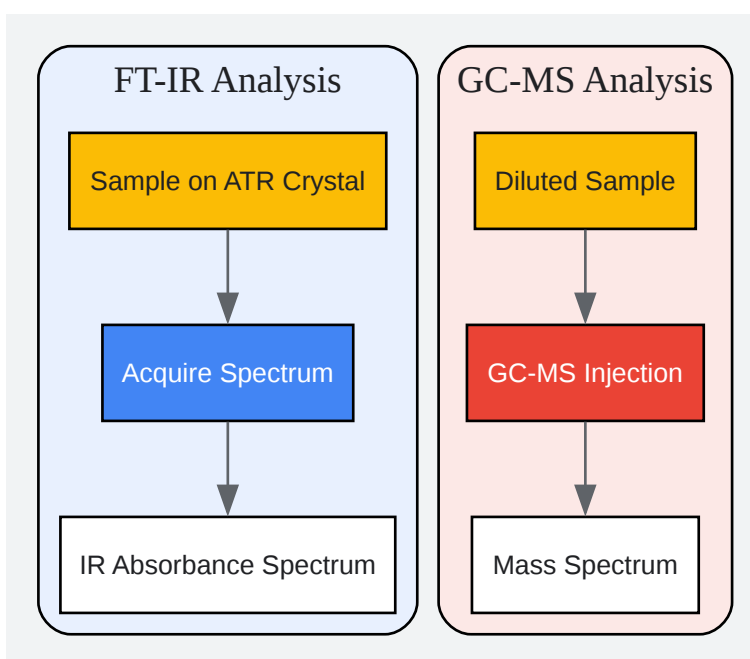 FT-IR Analysis
Sample on ATR Crystal
Acquire Spectrum
IR Absorbance Spectrum
GC-MS Analysis
Diluted Sample
GC-MS Injection
Mass Spectrum